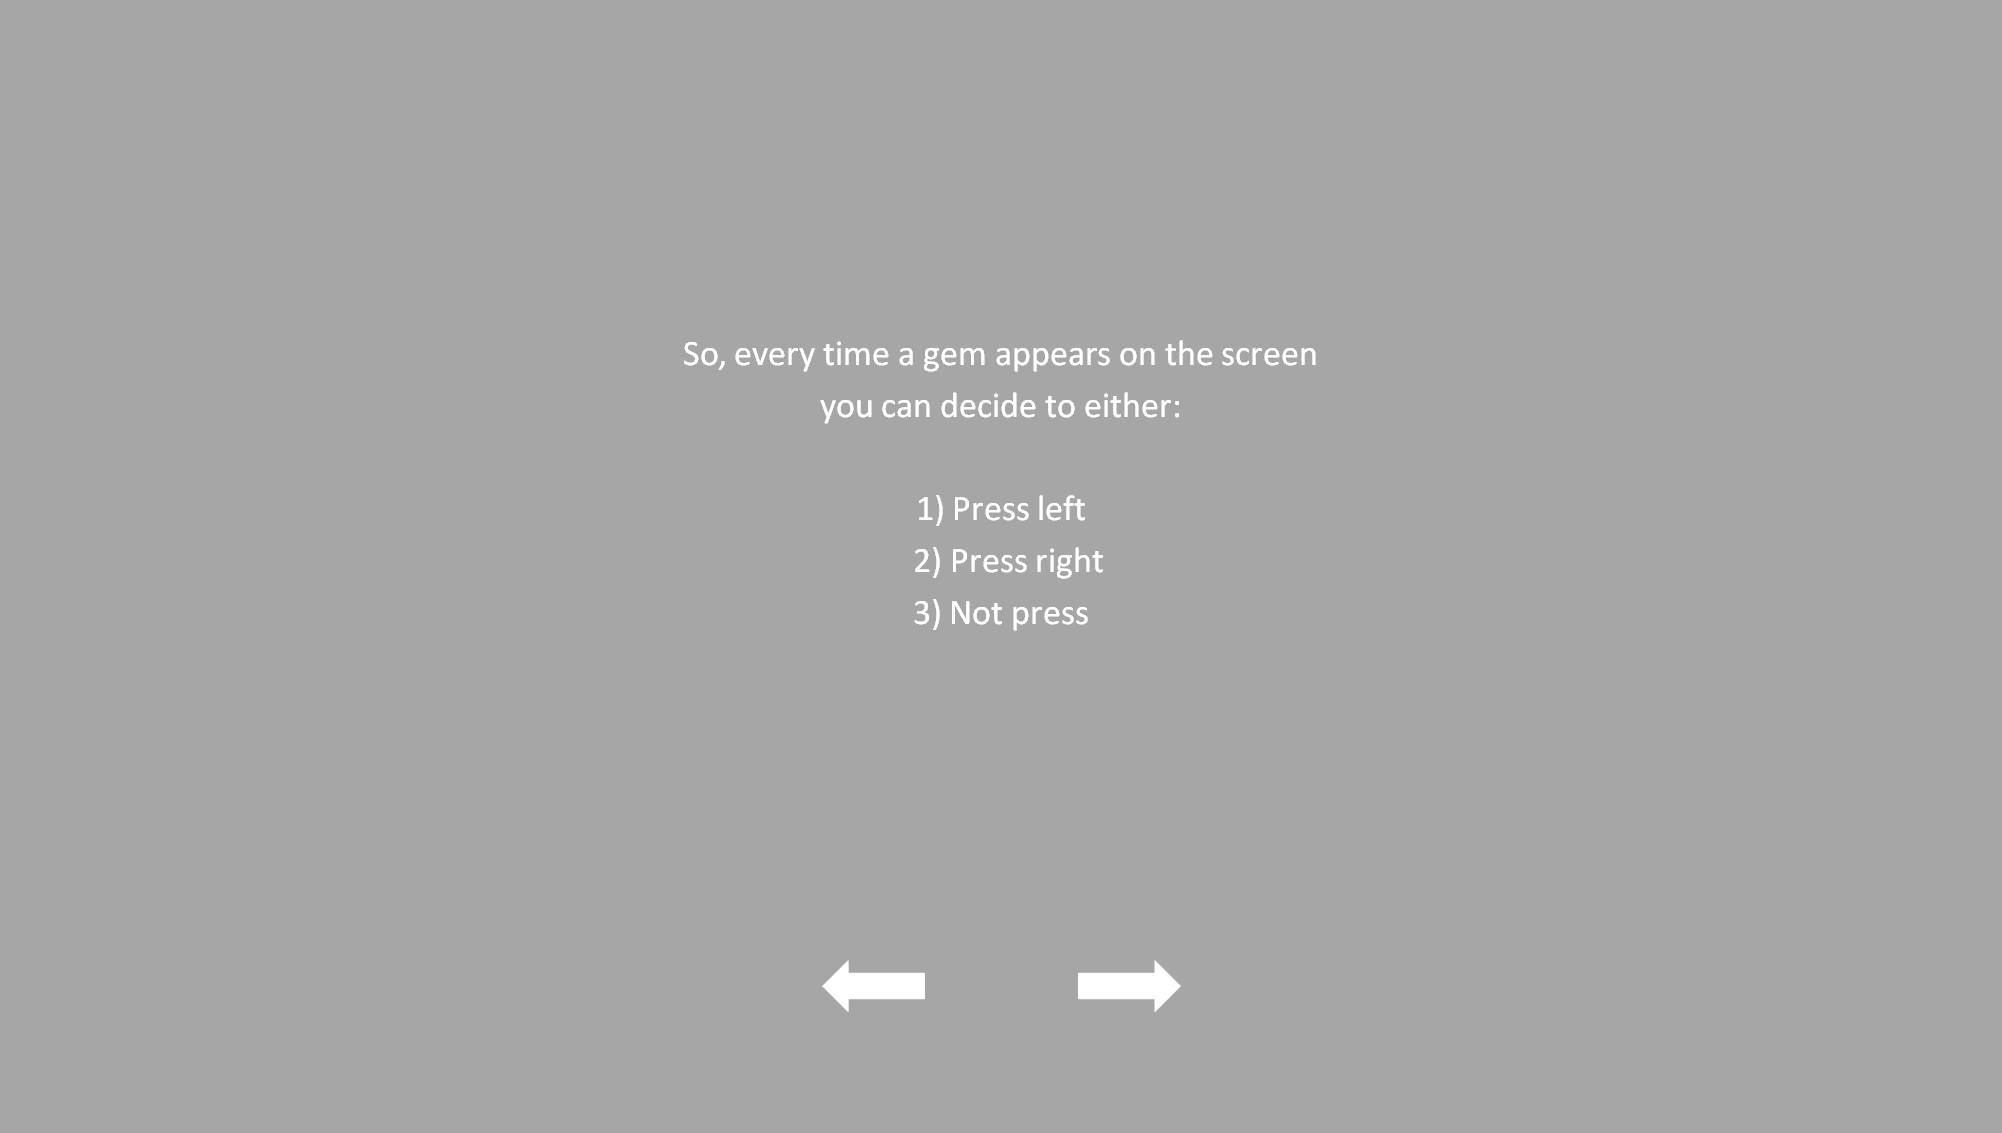 So, every time a gem appears on the screen
you can decide to either:
1) Press left
2) Press right
3) Not press